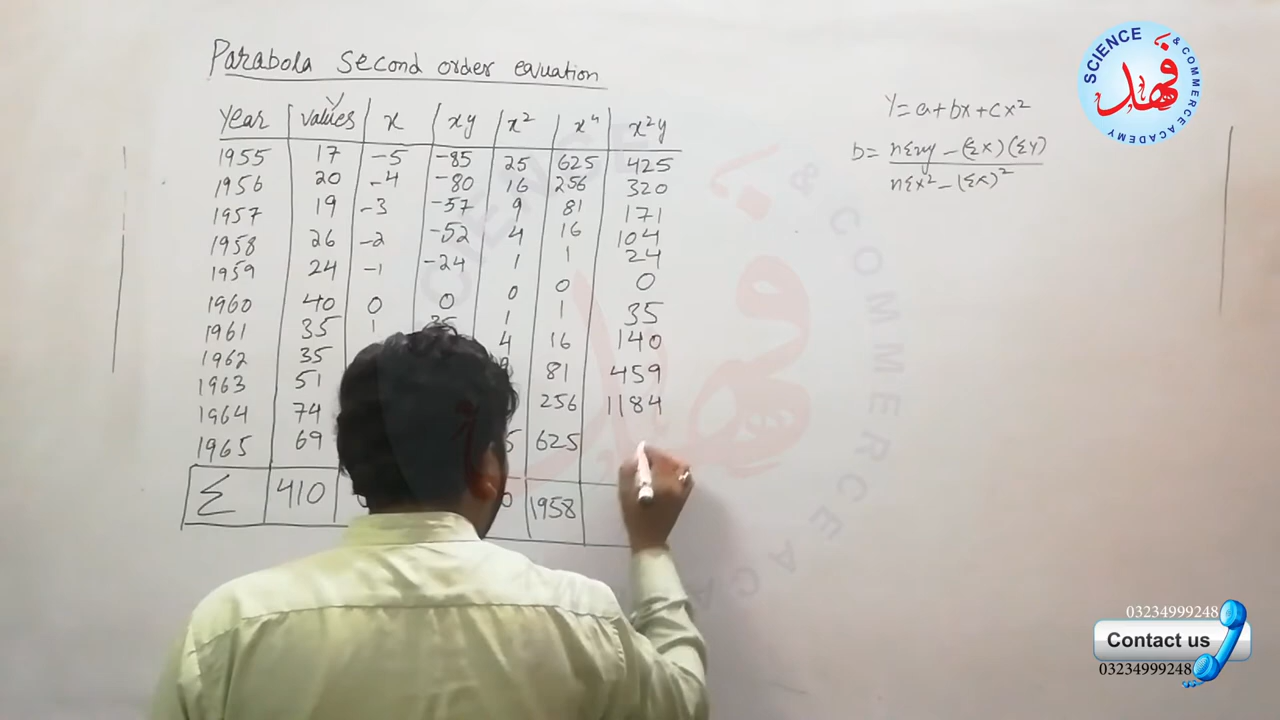 Parabola second order equation
Year values Y x xy x² x⁴ x²y
1955 17 -5 -85 25 625 425
1956 20 -4 -80 16 256 320
1957 19 -3 -57 9 81 171
1958 26 -2 -52 4 16 104
1959 24 -1 -24 1 1 24
1960 40 0 0 0 0 0
1961 35 1 35 1 1 35
1962 35 4 16 140
1963 51 81 459
1964 74 256 1184
1965 69 5 625
Σ 410 0 1958
Y = a + bx + cx²
b = nΣxy - (Σx)(ΣY)
nΣx² - (Σx)²
SCIENCE & COMMERCE ACADEMY
فہد
03234999248
Contact us
03234999248